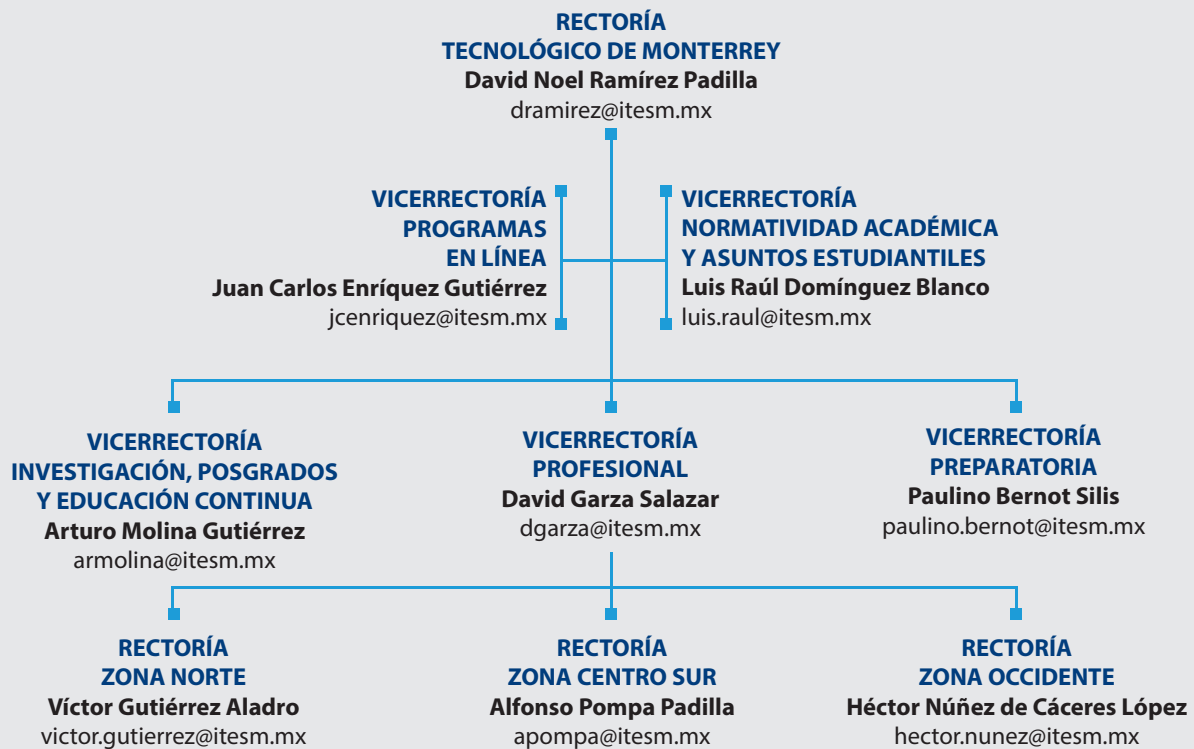 RECTORÍA
TECNOLÓGICO DE MONTERREY
David Noel Ramírez Padilla
dramirez@itesm.mx
VICERRECTORÍA
PROGRAMAS
EN LÍNEA
Juan Carlos Enríquez Gutiérrez
jcenriquez@itesm.mx
VICERRECTORÍA
NORMATIVIDAD ACADÉMICA
Y ASUNTOS ESTUDIANTILES
Luis Raúl Domínguez Blanco
luis.raul@itesm.mx
VICERRECTORÍA
INVESTIGACIÓN, POSGRADOS
Y EDUCACIÓN CONTINUA
Arturo Molina Gutiérrez
armolina@itesm.mx
VICERRECTORÍA
PROFESIONAL
David Garza Salazar
dgarza@itesm.mx
VICERRECTORÍA
PREPARATORIA
Paulino Bernot Silis
paulino.bernot@itesm.mx
RECTORÍA
ZONA NORTE
Víctor Gutiérrez Aladro
victor.gutierrez@itesm.mx
RECTORÍA
ZONA CENTRO SUR
Alfonso Pompa Padilla
apompa@itesm.mx
RECTORÍA
ZONA OCCIDENTE
Héctor Núñez de Cáceres López
hector.nunez@itesm.mx